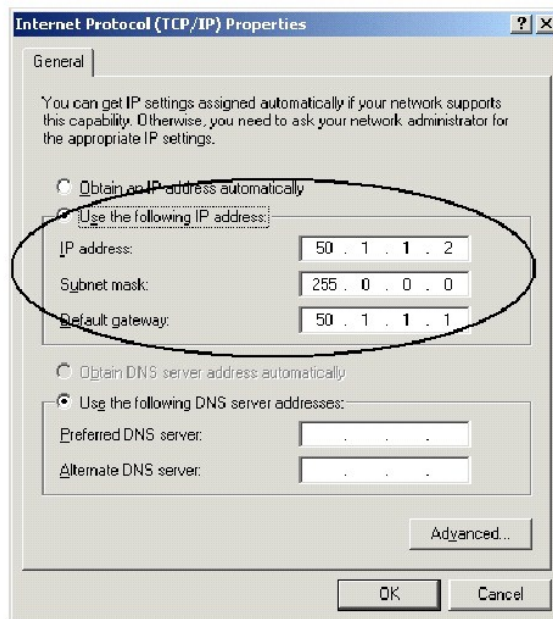 Internet Protocol (TCP/IP) Properties
General
You can get IP settings assigned automatically if your network supports
this capability. Otherwise, you need to ask your network administrator for
the appropriate IP settings.
Obtain an IP address automatically
Use the following IP address:
IP address: 50 . 1 . 1 . 2
Subnet mask: 255 . 0 . 0 . 0
Default gateway: 50 . 1 . 1 . 1
Obtain DNS server address automatically
Use the following DNS server addresses:
Preferred DNS server: . . .
Alternate DNS server: . . .
Advanced...
OK Cancel